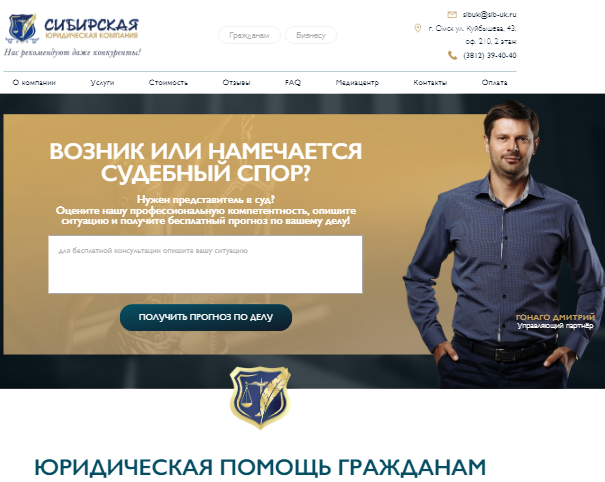 СИБИРСКАЯ
ЮРИДИЧЕСКАЯ КОМПАНИЯ
Нас рекомендуют даже конкуренты!
Гражданам
Бизнесу
sibuk@sib-uk.ru
г. Омск ул. Куйбышева, 43,
оф. 210, 2 этаж
(3812) 39-40-40
О компании
Услуги
Стоимость
Отзывы
FAQ
Медиацентр
Контакты
Оплата
ВОЗНИК ИЛИ НАМЕЧАЕТСЯ
СУДЕБНЫЙ СПОР?
Нужен представитель в суд?
Оцените нашу профессиональную компетентность, опишите
ситуацию и получите бесплатный прогноз по вашему делу!
для бесплатной консультации опишите вашу ситуацию
ПОЛУЧИТЬ ПРОГНОЗ ПО ДЕЛУ
ГОНАГО ДМИТРИЙ
Управляющий партнёр
ЮРИДИЧЕСКАЯ ПОМОЩЬ ГРАЖДАНАМ